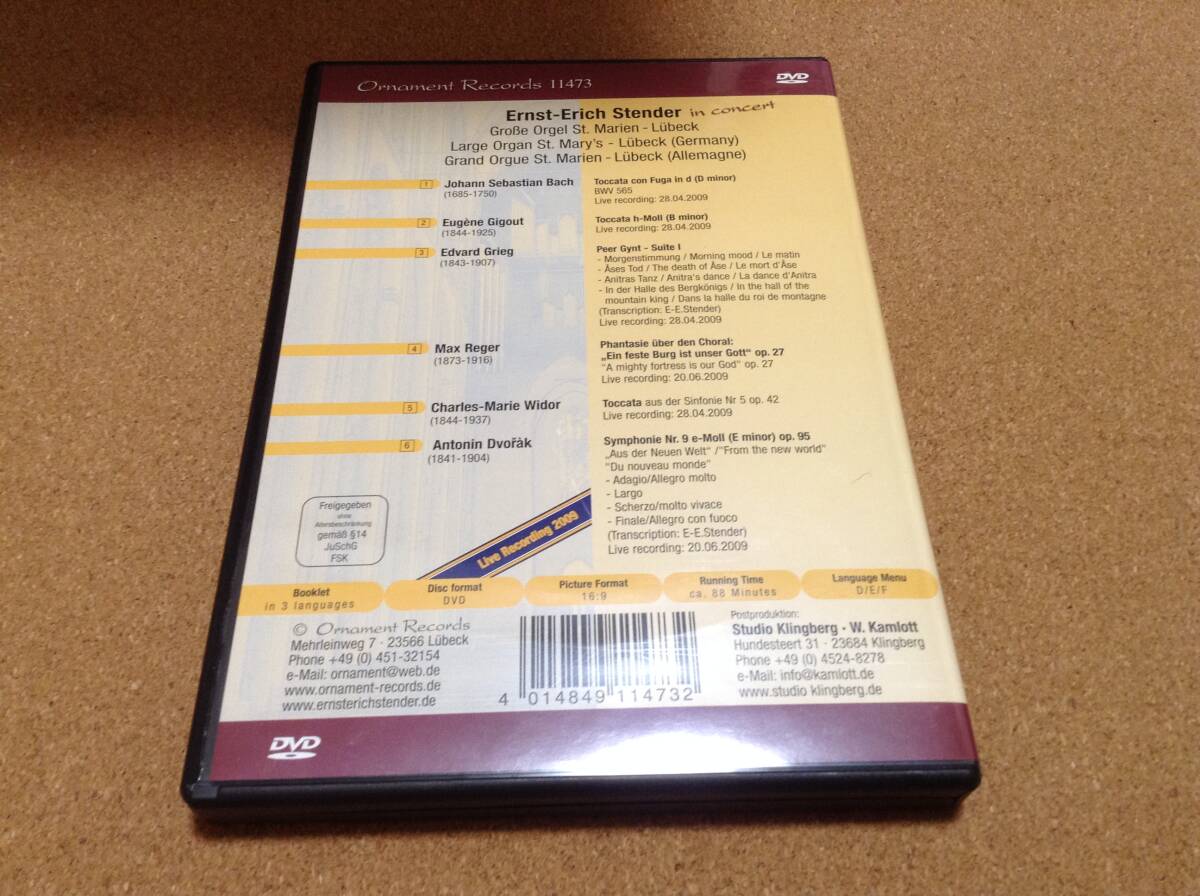 Ornament Records 11473
DVD
Ernst-Erich Stender in concert
Große Orgel St. Marien - Lübeck
Large Organ St. Mary's - Lübeck (Germany)
Grand Orgue St. Marien - Lübeck (Allemagne)
1 Johann Sebastian Bach
(1685-1750)
Toccata con Fuga in d (D minor)
BWV 565
Live recording: 28.04.2009
2 Eugène Gigout
(1844-1925)
Toccata h-Moll (B minor)
Live recording: 28.04.2009
3 Edvard Grieg
(1843-1907)
Peer Gynt - Suite I
- Morgenstimmung / Morning mood / Le matin
- Åses Tod / The death of Åse / Le mort d'Åse
- Anitras Tanz / Anitra's dance / La dance d'Anitra
- In der Halle des Bergkönigs / In the hall of the
mountain king / Dans la halle du roi de montagne
(Transcription: E-E.Stender)
Live recording: 28.04.2009
4 Max Reger
(1873-1916)
Phantasie über den Choral:
„Ein feste Burg ist unser Gott“ op. 27
"A mighty fortress is our God" op. 27
Live recording: 20.06.2009
5 Charles-Marie Widor
(1844-1937)
Toccata aus der Sinfonie Nr 5 op. 42
Live recording: 28.04.2009
6 Antonin Dvořák
(1841-1904)
Symphonie Nr. 9 e-Moll (E minor) op. 95
„Aus der Neuen Welt“ /"From the new world"
"Du nouveau monde"
- Adagio/Allegro molto
- Largo
- Scherzo/molto vivace
- Finale/Allegro con fuoco
(Transcription: E-E.Stender)
Live recording: 20.06.2009
Freigegeben
ohne
Altersbeschränkung
gemäß §14
JuSchG
FSK
Live Recording 2009
Booklet
in 3 languages
Disc format
DVD
Picture Format
16:9
Running Time
ca. 88 Minutes
Language Menu
D/E/F
© Ornament Records
Mehrleinweg 7 · 23566 Lübeck
Phone +49 (0) 451-32154
e-Mail: ornament@web.de
www.ornament-records.de
www.ernsterichstender.de
4 014849 114732
Postproduktion:
Studio Klingberg · W. Kamlott
Hundesteert 31 · 23684 Klingberg
Phone +49 (0) 4524-8278
e-Mail: info@kamlott.de
www.studio klingberg.de
DVD